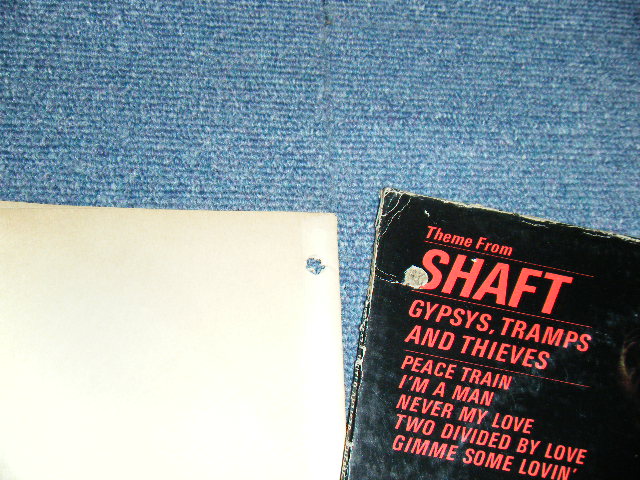 Theme From
SHAFT
GYPSYS, TRAMPS
AND THIEVES
PEACE TRAIN
I'M A MAN
NEVER MY LOVE
TWO DIVIDED BY LOVE
GIMME SOME LOVIN'